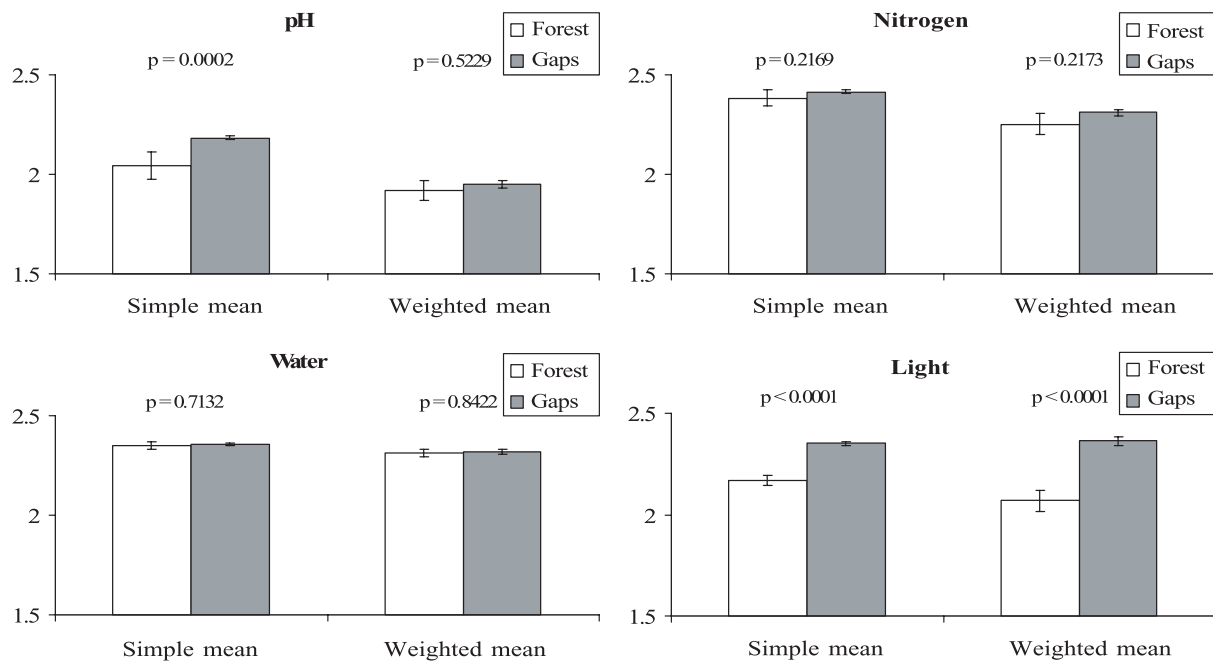 pH
Forest
Gaps
p = 0.0002
p = 0.5229
2.5
2
1.5
Simple mean
Weighted mean
Nitrogen
Forest
Gaps
p = 0.2169
p = 0.2173
2.5
2
1.5
Simple mean
Weighted mean
Water
Forest
Gaps
p = 0.7132
p = 0.8422
2.5
2
1.5
Simple mean
Weighted mean
Light
Forest
Gaps
p < 0.0001
p < 0.0001
2.5
2
1.5
Simple mean
Weighted mean